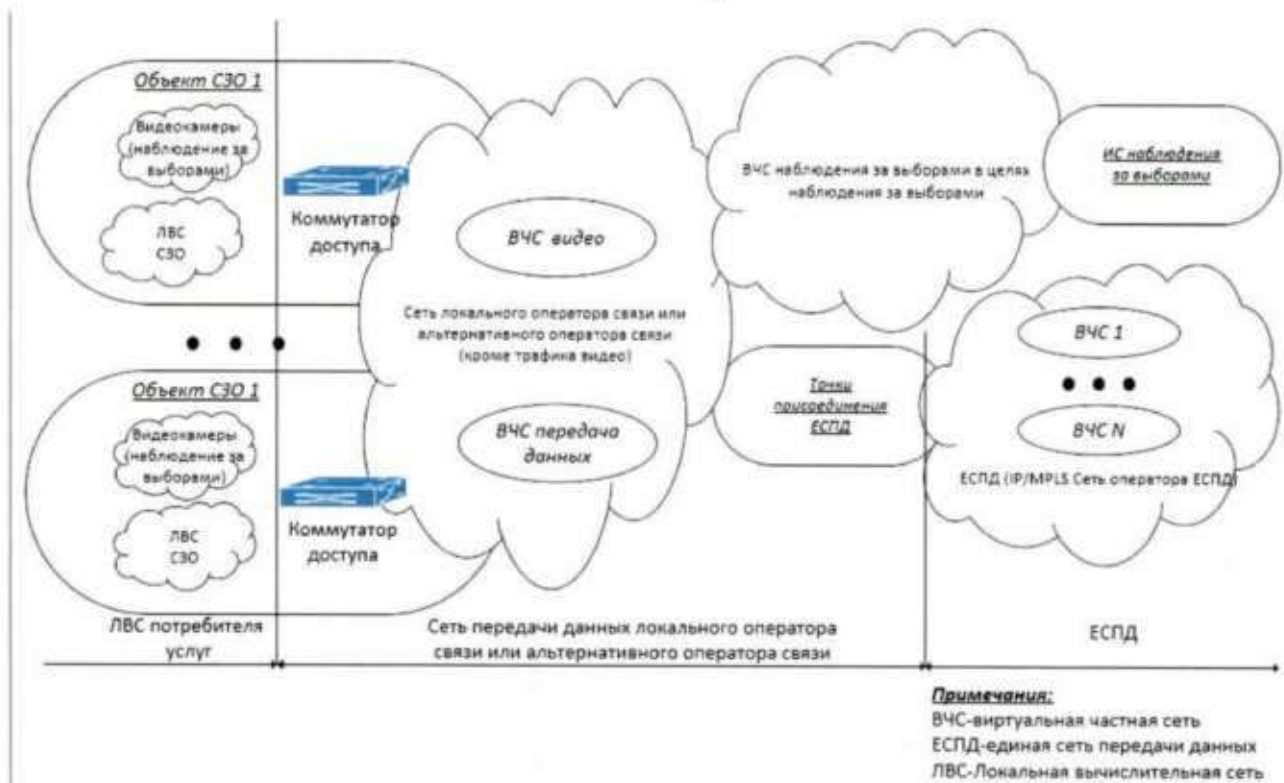 Объект СЗО 1
Видеокамеры
(наблюдение за
выборами)
ЛВС
СЗО
Коммутатор
доступа
ВЧС видео
Сеть локального оператора связи или
альтернативного оператора связи
(кроме трафика видео)
ВЧС передача
данных
ВЧС наблюдения за выборами в целях
наблюдения за выборами
ИС наблюдения
за выборами
Точки
присоединения
ЕСПД
ВЧС 1
ВЧС N
ЕСПД (IP/MPLS Сеть оператора ЕСПД)
Объект СЗО 1
Видеокамеры
(наблюдение за
выборами)
ЛВС
СЗО
Коммутатор
доступа
ЛВС потребителя
услуг
Сеть передачи данных локального оператора
связи или альтернативного оператора связи
ЕСПД
Примечания:
ВЧС-виртуальная частная сеть
ЕСПД-единая сеть передачи данных
ЛВС-Локальная вычислительная сеть